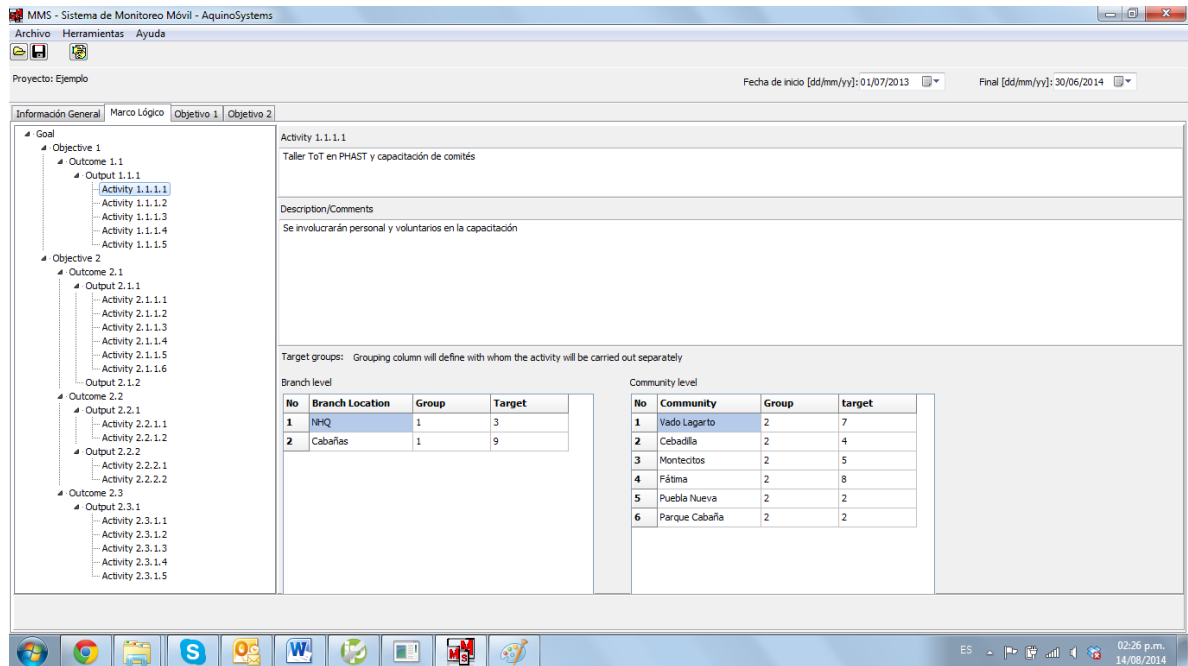 MMS - Sistema de Monitoreo Móvil - AquinoSystems
Archivo Herramientas Ayuda
Proyecto: Ejemplo
Fecha de inicio [dd/mm/yy]: 01/07/2013
Final [dd/mm/yy]: 30/06/2014
Información General Marco Lógico Objetivo 1 Objetivo 2
Goal
Objective 1
Outcome 1.1
Output 1.1.1
Activity 1.1.1.1
Activity 1.1.1.2
Activity 1.1.1.3
Activity 1.1.1.4
Activity 1.1.1.5
Objective 2
Outcome 2.1
Output 2.1.1
Activity 2.1.1.1
Activity 2.1.1.2
Activity 2.1.1.3
Activity 2.1.1.4
Activity 2.1.1.5
Activity 2.1.1.6
Output 2.1.2
Outcome 2.2
Output 2.2.1
Activity 2.2.1.1
Activity 2.2.1.2
Output 2.2.2
Activity 2.2.2.1
Activity 2.2.2.2
Outcome 2.3
Output 2.3.1
Activity 2.3.1.1
Activity 2.3.1.2
Activity 2.3.1.3
Activity 2.3.1.4
Activity 2.3.1.5
Activity 1.1.1.1
Taller ToT en PHAST y capacitación de comités
Description/Comments
Se involucrarán personal y voluntarios en la capacitación
Target groups: Grouping column will define with whom the activity will be carried out separately
Branch level
No Branch Location Group Target
1 NHQ 1 3
2 Cabañas 1 9
Community level
No Community Group target
1 Vado Lagarto 2 7
2 Cebadilla 2 4
3 Montecitos 2 5
4 Fátima 2 8
5 Puebla Nueva 2 2
6 Parque Cabaña 2 2
ES
02:26 p.m.
14/08/2014